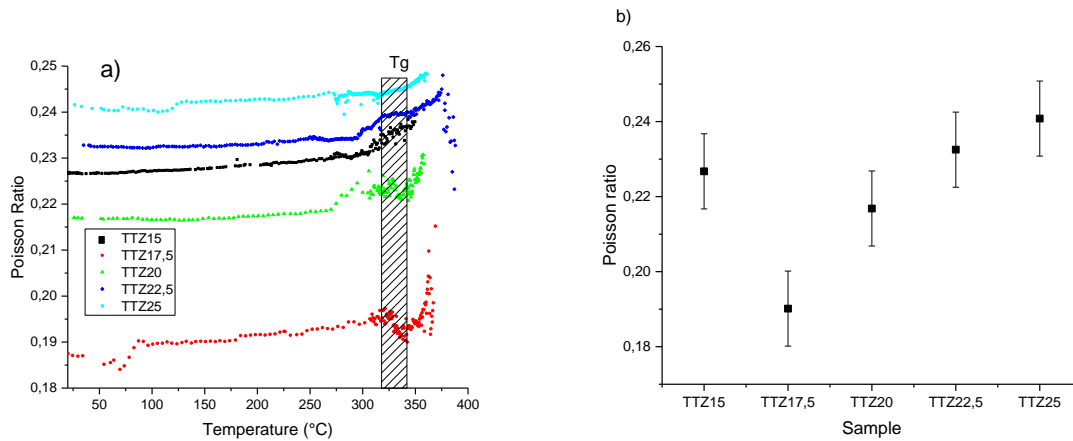 a)
Tg
0,25
0,24
0,23
0,22
0,21
0,20
0,19
0,18
Poisson Ratio
TTZ15
TTZ17,5
TTZ20
TTZ22,5
TTZ25
50 100 150 200 250 300 350 400
Temperature (°C)
b)
0,26
0,24
0,22
0,20
0,18
Poisson ratio
TTZ15 TTZ17,5 TTZ20 TTZ22,5 TTZ25
Sample